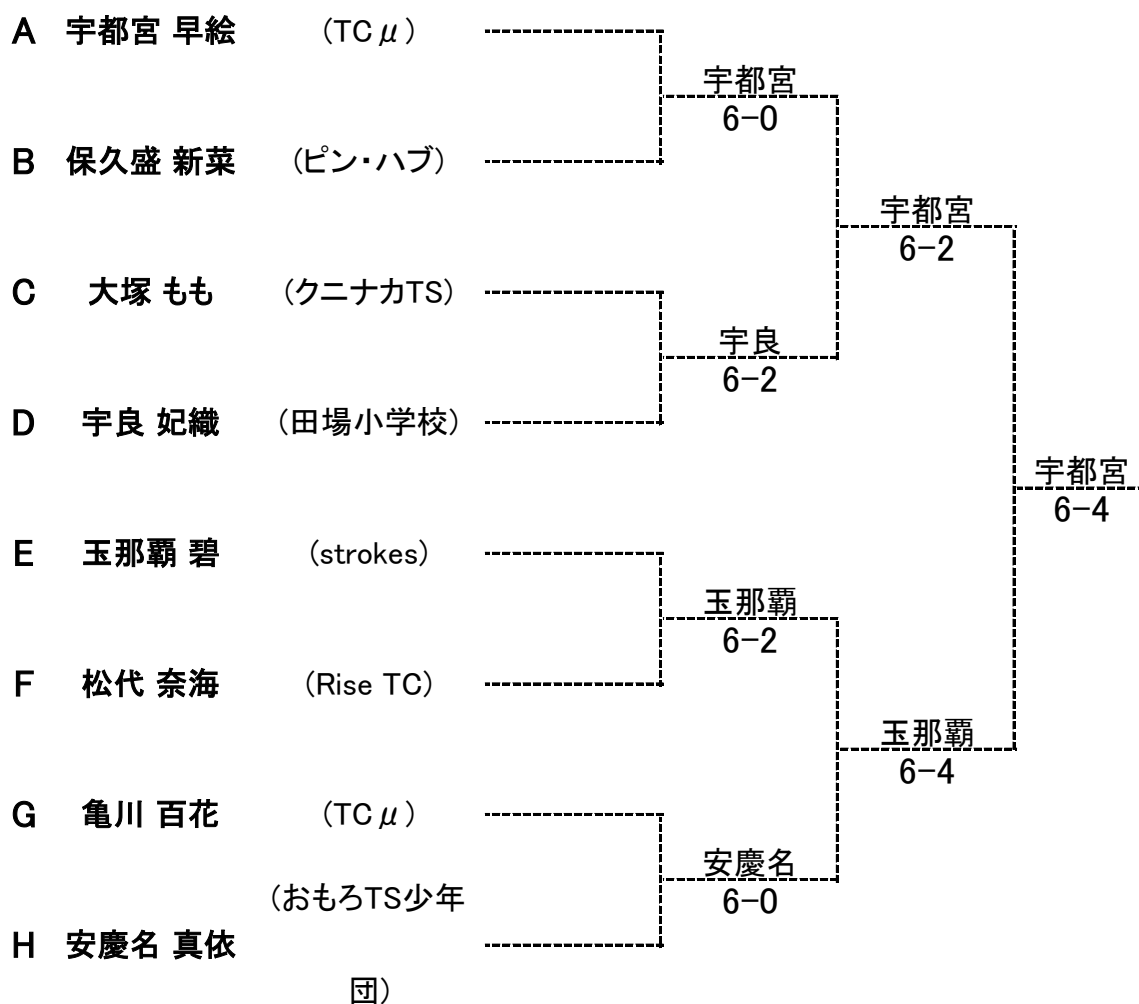 A 宇都宮 早絵 (TCμ)
宇都宮
6-0
B 保久盛 新菜 (ピン・ハブ)
宇都宮
6-2
C 大塚 もも (クニナカTS)
宇良
6-2
D 宇良 妃織 (田場小学校)
宇都宮
6-4
E 玉那覇 碧 (strokes)
玉那覇
6-2
F 松代 奈海 (Rise TC)
玉那覇
6-4
G 亀川 百花 (TCμ)
安慶名
6-0
(おもろTS少年
H 安慶名 真依
団)